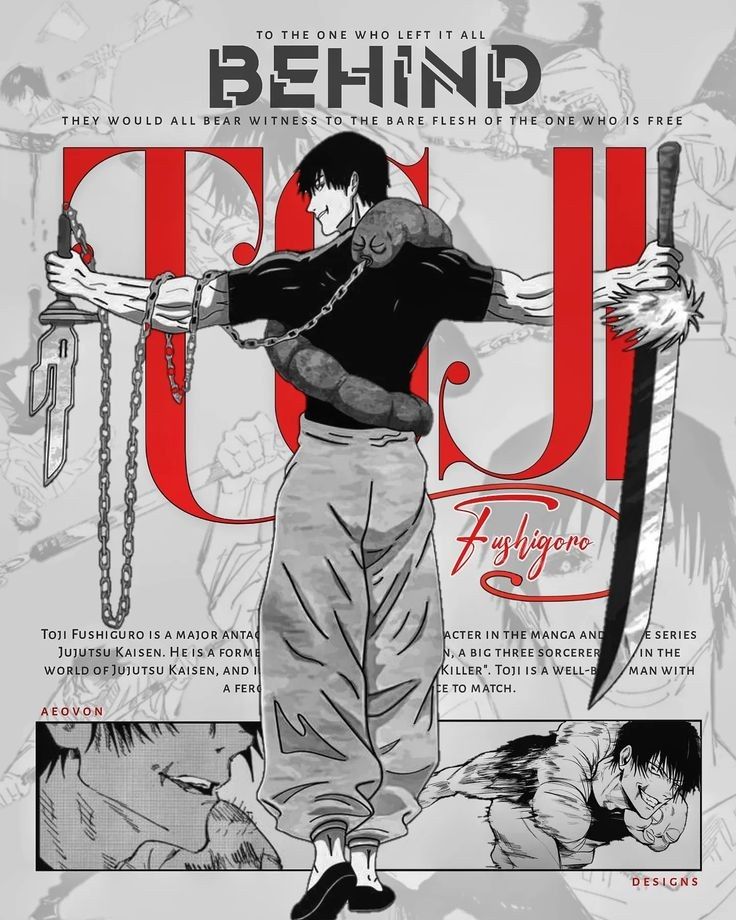 TO THE ONE WHO LEFT IT ALL
BEHIND
THEY WOULD ALL BEAR WITNESS TO THE BARE FLESH OF THE ONE WHO IS FREE
TOJI
Fushigoro
TOJI FUSHIGURO IS A MAJOR ACTER IN THE MANGA AND E SERIES
JUJUTSU KAISEN. HE IS A FORME N, A BIG THREE SORCERER IN THE
WORLD OF JUJUTSU KAISEN, AND KILLER". TOJI IS A WELL-B MAN WITH
A CE TO MATCH.
AEOVON
DESIGNS